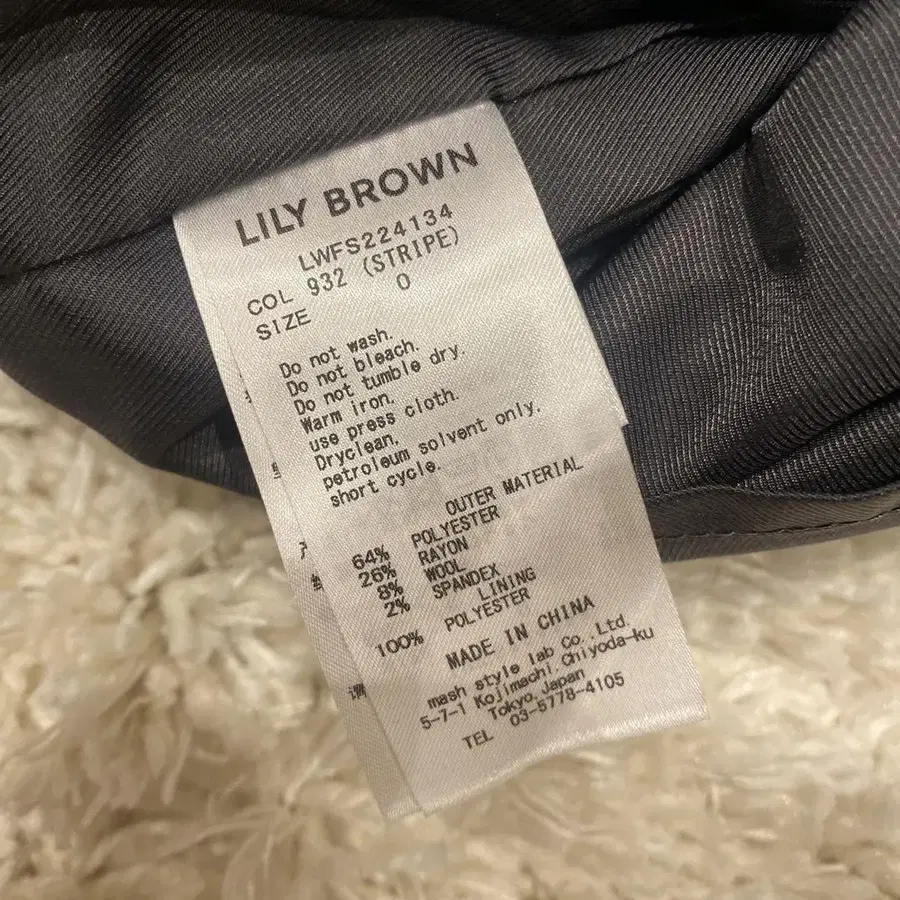 LILY BROWN
LWFS224134
COL 932 (STRIPE)
SIZE 0
Do not wash.
Do not bleach.
Do not tumble dry.
Warm iron.
use press cloth.
Dryclean.
petroleum solvent only.
short cycle.
OUTER MATERIAL
64% POLYESTER
26% RAYON
8% WOOL
2% SPANDEX
LINING
100% POLYESTER
MADE IN CHINA
mash style lab Co.,Ltd.
5-7-1 Kojimachi,Chiyoda-ku
Tokyo,Japan
TEL 03-5778-4105